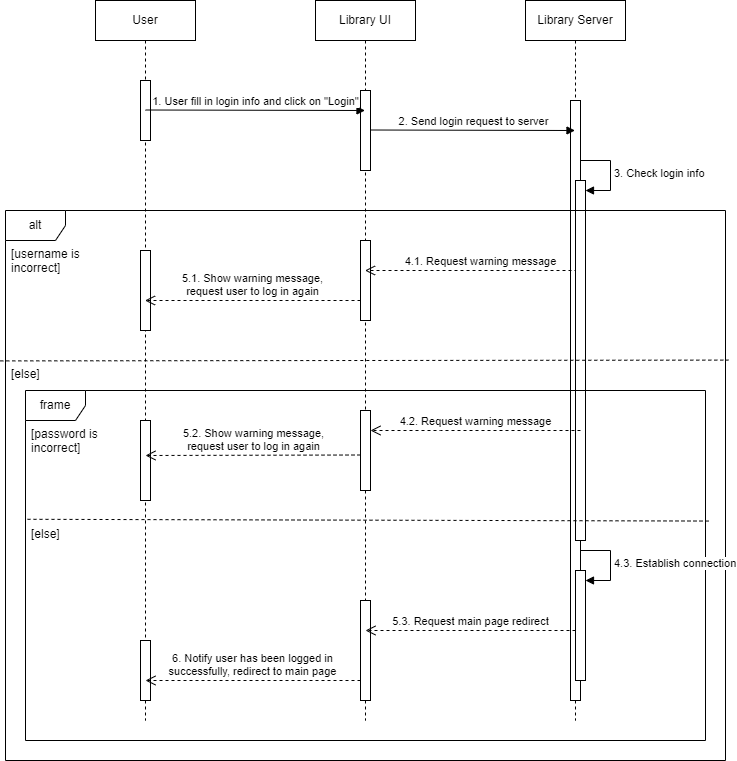 User
Library UI
Library Server
1. User fill in login info and click on "Login"
2. Send login request to server
3. Check login info
alt
[username is
incorrect]
4.1. Request warning message
5.1. Show warning message,
request user to log in again
[else]
frame
[password is
incorrect]
4.2. Request warning message
5.2. Show warning message,
request user to log in again
[else]
4.3. Establish connection
5.3. Request main page redirect
6. Notify user has been logged in
successfully, redirect to main page